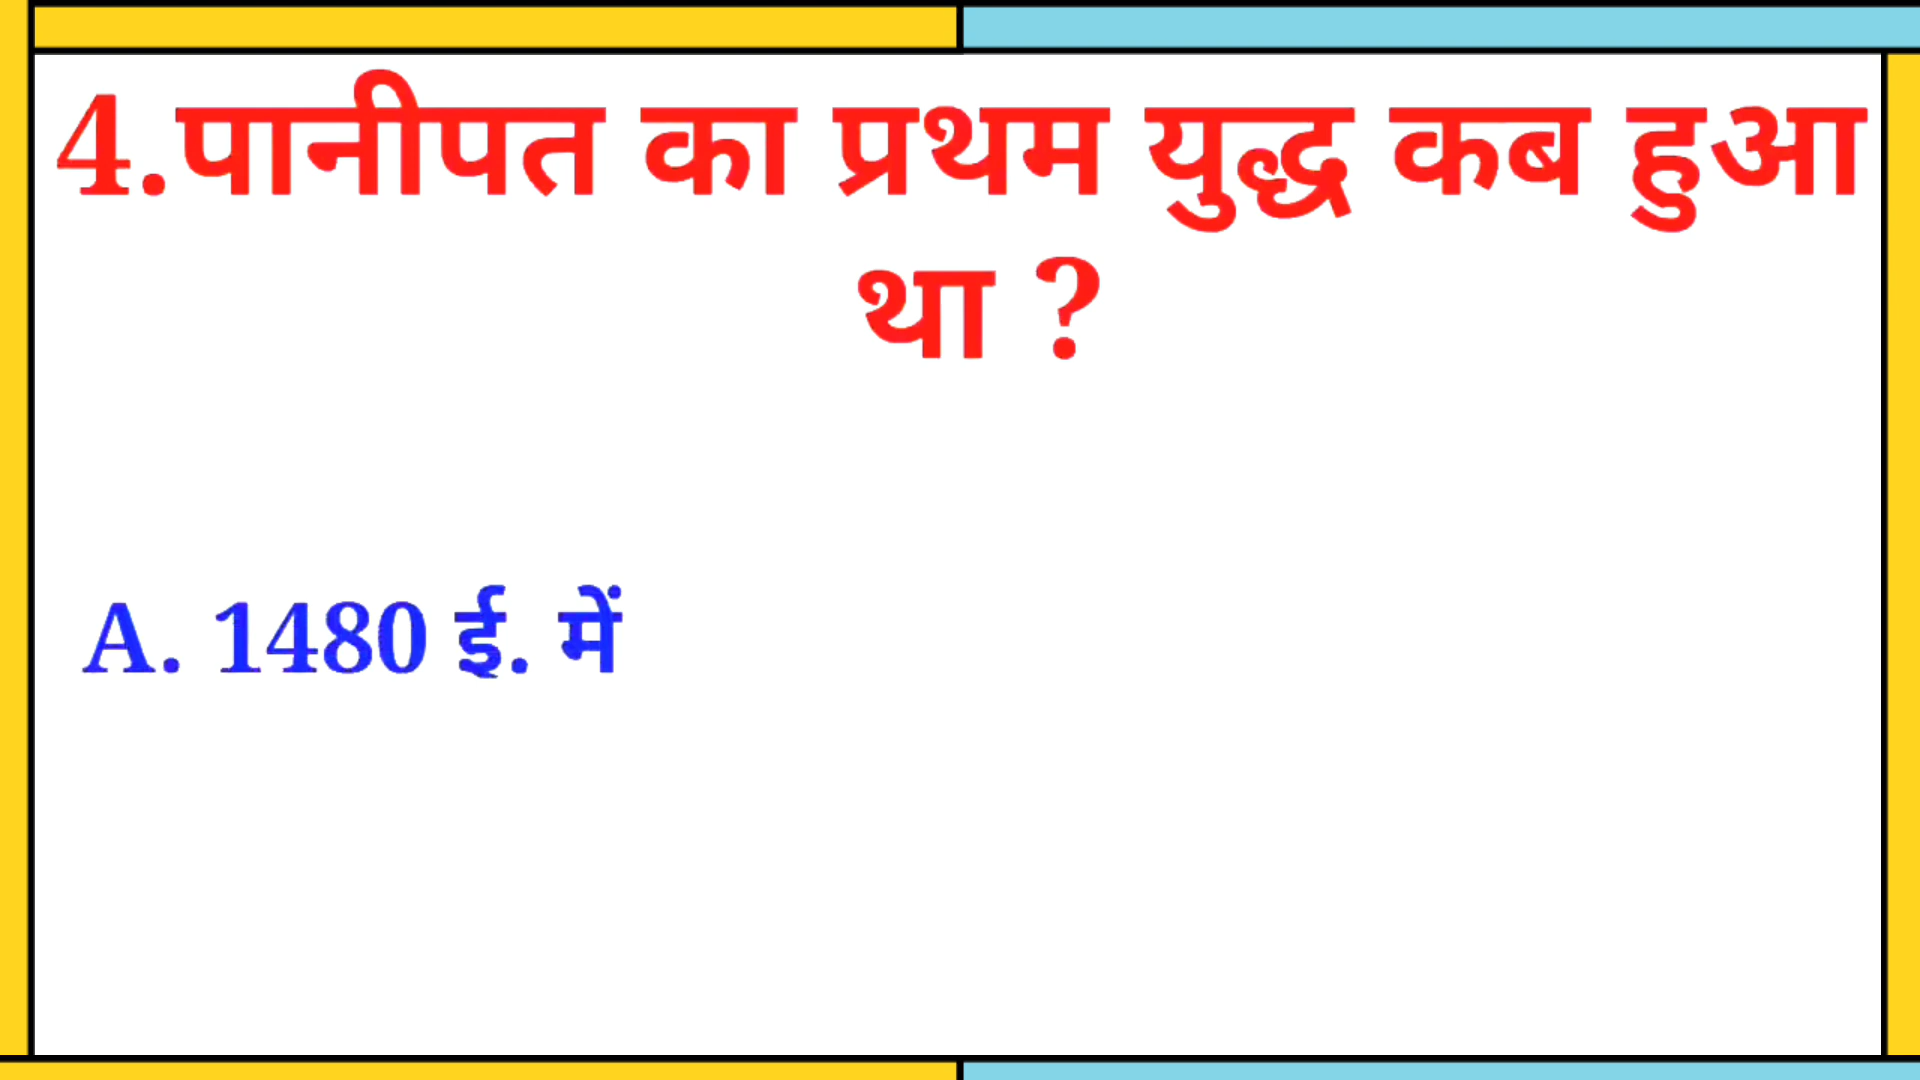 4.पानीपत का प्रथम युद्ध कब हुआ
था ?
A. 1480 ई. में